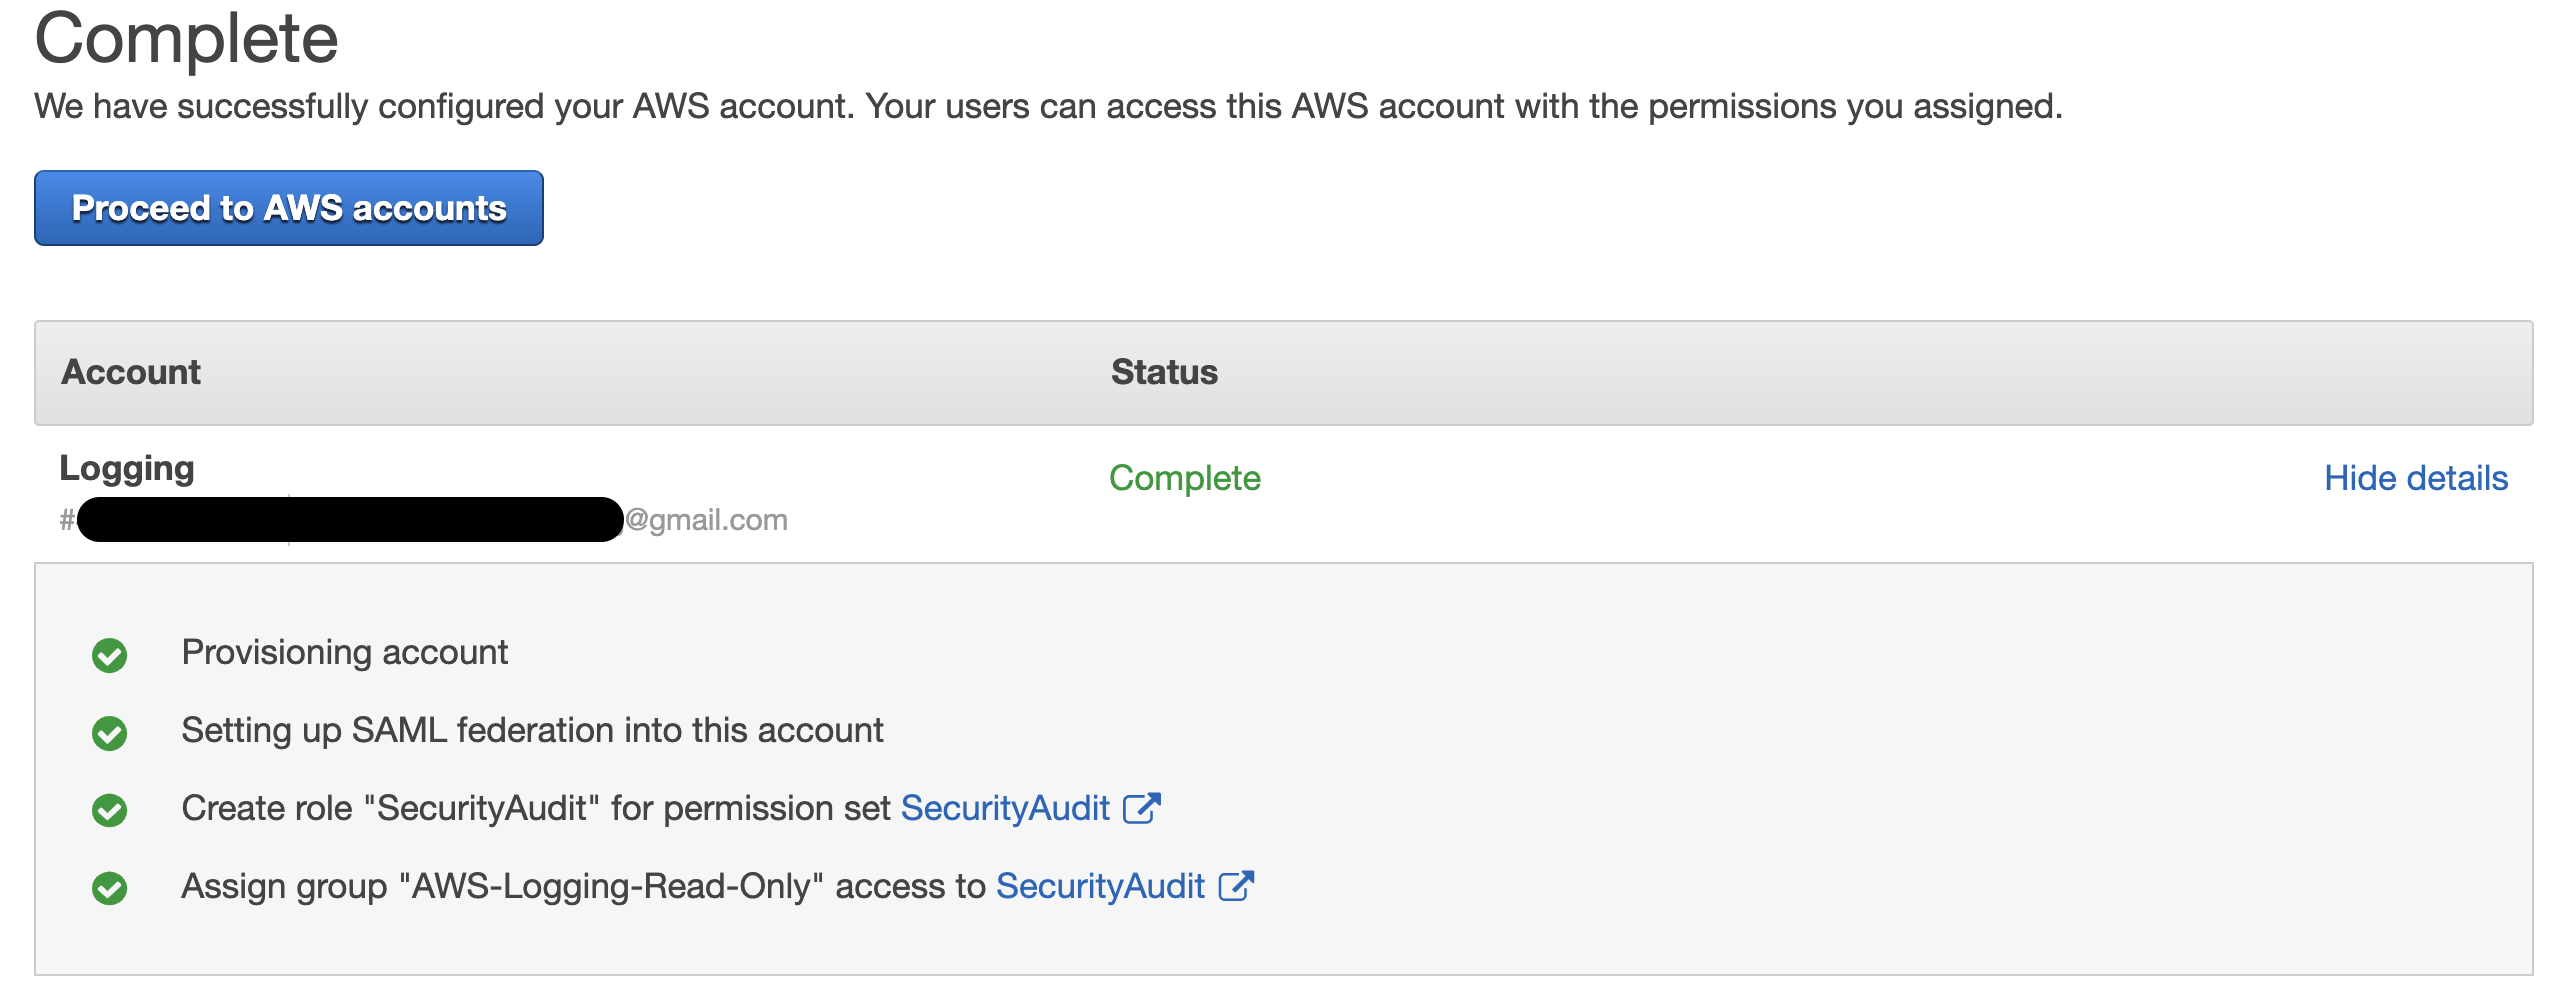 Complete
We have successfully configured your AWS account. Your users can access this AWS account with the permissions you assigned.
Proceed to AWS accounts
Account Status
Logging Complete Hide details
# @gmail.com
Provisioning account
Setting up SAML federation into this account
Create role "SecurityAudit" for permission set SecurityAudit
Assign group "AWS-Logging-Read-Only" access to SecurityAudit